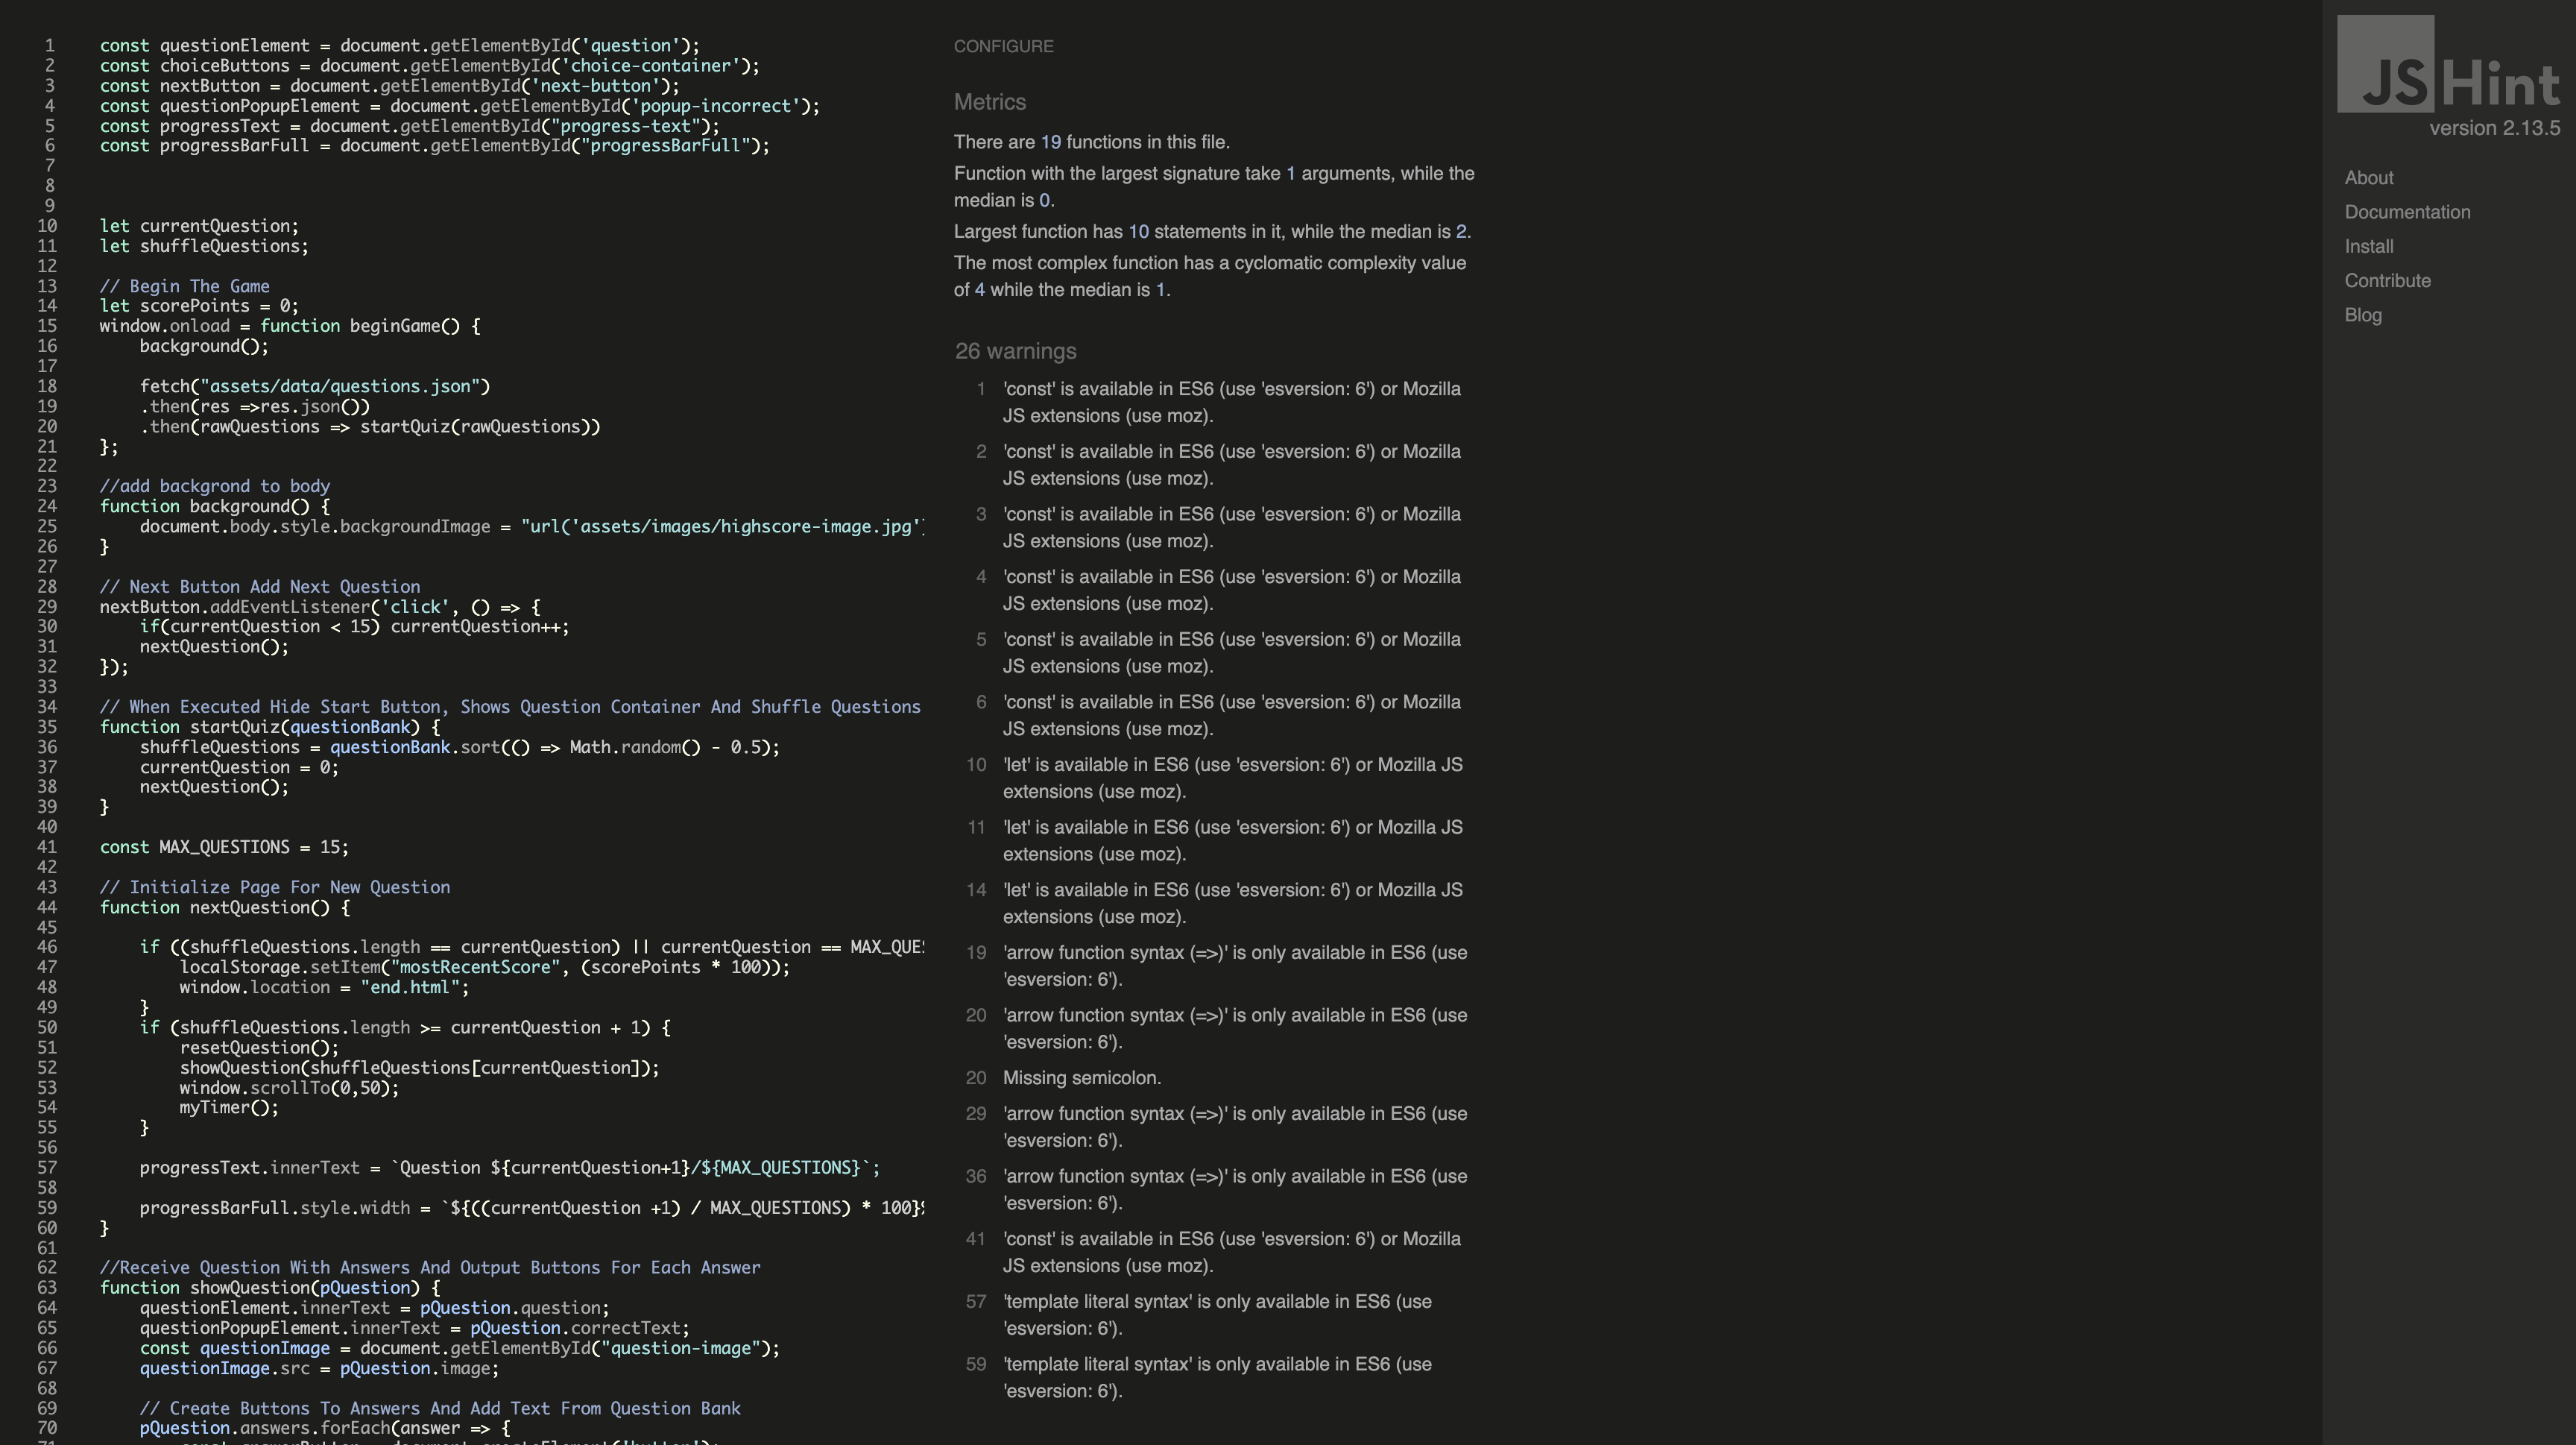 1 const questionElement = document.getElementById('question');
2 const choiceButtons = document.getElementById('choice-container');
3 const nextButton = document.getElementById('next-button');
4 const questionPopupElement = document.getElementById('popup-incorrect');
5 const progressText = document.getElementById("progress-text");
6 const progressBarFull = document.getElementById("progressBarFull");
7
8
9
10 let currentQuestion;
11 let shuffleQuestions;
12
13 // Begin The Game
14 let scorePoints = 0;
15 window.onload = function beginGame() {
16 background();
17
18 fetch("assets/data/questions.json")
19 .then(res =>res.json())
20 .then(rawQuestions => startQuiz(rawQuestions))
21 };
22
23 //add backgrond to body
24 function background() {
25 document.body.style.backgroundImage = "url('assets/images/highscore-image.jpg'
26 }
27
28 // Next Button Add Next Question
29 nextButton.addEventListener('click', () => {
30 if(currentQuestion < 15) currentQuestion++;
31 nextQuestion();
32 });
33
34 // When Executed Hide Start Button, Shows Question Container And Shuffle Questions
35 function startQuiz(questionBank) {
36 shuffleQuestions = questionBank.sort(() => Math.random() - 0.5);
37 currentQuestion = 0;
38 nextQuestion();
39 }
40
41 const MAX_QUESTIONS = 15;
42
43 // Initialize Page For New Question
44 function nextQuestion() {
45
46 if ((shuffleQuestions.length == currentQuestion) || currentQuestion == MAX_QUE
47 localStorage.setItem("mostRecentScore", (scorePoints * 100));
48 window.location = "end.html";
49 }
50 if (shuffleQuestions.length >= currentQuestion + 1) {
51 resetQuestion();
52 showQuestion(shuffleQuestions[currentQuestion]);
53 window.scrollTo(0,50);
54 myTimer();
55 }
56
57 progressText.innerText = `Question ${currentQuestion+1}/${MAX_QUESTIONS}`;
58
59 progressBarFull.style.width = `${((currentQuestion +1) / MAX_QUESTIONS) * 100}
60 }
61
62 //Receive Question With Answers And Output Buttons For Each Answer
63 function showQuestion(pQuestion) {
64 questionElement.innerText = pQuestion.question;
65 questionPopupElement.innerText = pQuestion.correctText;
66 const questionImage = document.getElementById("question-image");
67 questionImage.src = pQuestion.image;
68
69 // Create Buttons To Answers And Add Text From Question Bank
70 pQuestion.answers.forEach(answer => {
CONFIGURE
Metrics
There are 19 functions in this file.
Function with the largest signature take 1 arguments, while the
median is 0.
Largest function has 10 statements in it, while the median is 2.
The most complex function has a cyclomatic complexity value
of 4 while the median is 1.
26 warnings
1 'const' is available in ES6 (use 'esversion: 6') or Mozilla
JS extensions (use moz).
2 'const' is available in ES6 (use 'esversion: 6') or Mozilla
JS extensions (use moz).
3 'const' is available in ES6 (use 'esversion: 6') or Mozilla
JS extensions (use moz).
4 'const' is available in ES6 (use 'esversion: 6') or Mozilla
JS extensions (use moz).
5 'const' is available in ES6 (use 'esversion: 6') or Mozilla
JS extensions (use moz).
6 'const' is available in ES6 (use 'esversion: 6') or Mozilla
JS extensions (use moz).
10 'let' is available in ES6 (use 'esversion: 6') or Mozilla JS
extensions (use moz).
11 'let' is available in ES6 (use 'esversion: 6') or Mozilla JS
extensions (use moz).
14 'let' is available in ES6 (use 'esversion: 6') or Mozilla JS
extensions (use moz).
19 'arrow function syntax (=>)' is only available in ES6 (use
'esversion: 6').
20 'arrow function syntax (=>)' is only available in ES6 (use
'esversion: 6').
20 Missing semicolon.
29 'arrow function syntax (=>)' is only available in ES6 (use
'esversion: 6').
36 'arrow function syntax (=>)' is only available in ES6 (use
'esversion: 6').
41 'const' is available in ES6 (use 'esversion: 6') or Mozilla
JS extensions (use moz).
57 'template literal syntax' is only available in ES6 (use
'esversion: 6').
59 'template literal syntax' is only available in ES6 (use
'esversion: 6').
JSHint
version 2.13.5
About
Documentation
Install
Contribute
Blog